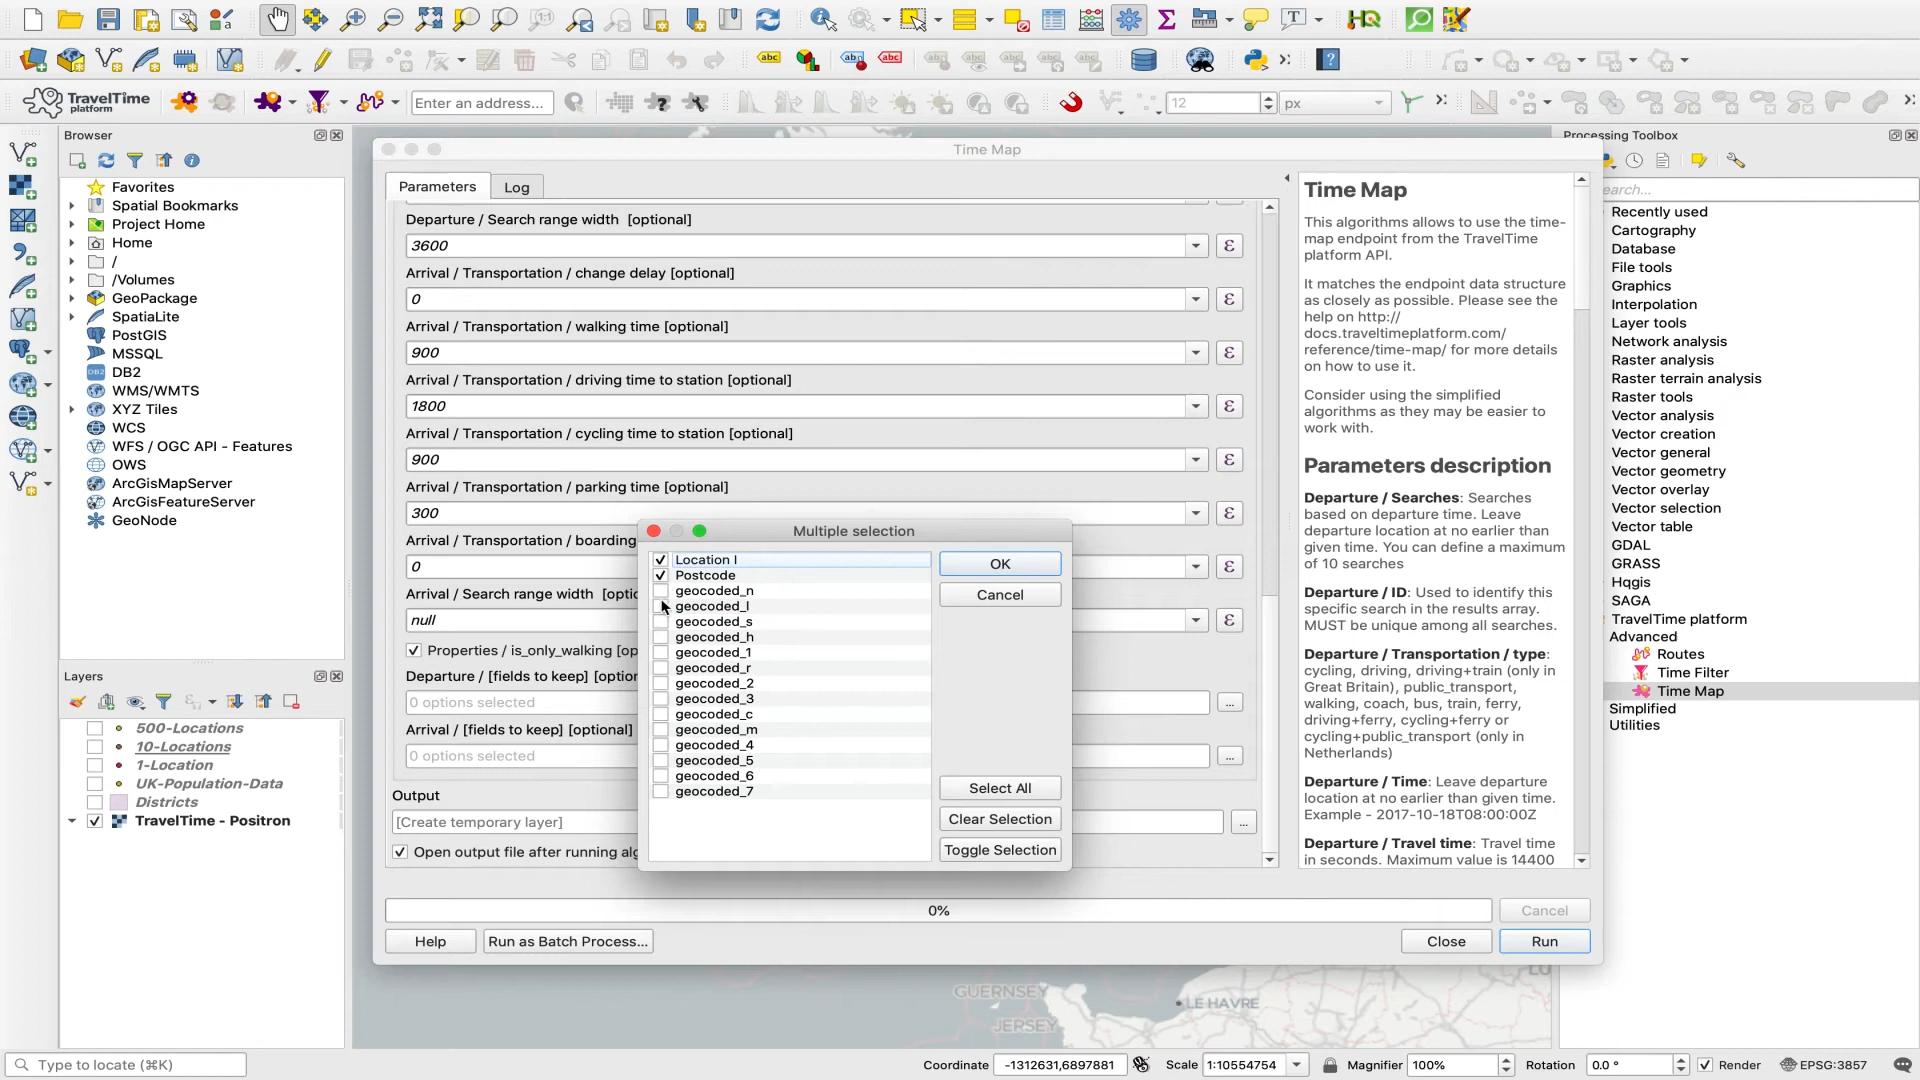 TravelTime
platform
Enter an address...
12
px
Browser
Favorites
Spatial Bookmarks
Project Home
Home
/
/Volumes
GeoPackage
SpatiaLite
PostGIS
MSSQL
DB2
WMS/WMTS
XYZ Tiles
WCS
WFS / OGC API - Features
OWS
ArcGisMapServer
ArcGisFeatureServer
GeoNode
Layers
500-Locations
10-Locations
1-Location
UK-Population-Data
Districts
TravelTime - Positron
Time Map
Parameters
Log
Departure / Search range width [optional]
3600
Arrival / Transportation / change delay [optional]
0
Arrival / Transportation / walking time [optional]
900
Arrival / Transportation / driving time to station [optional]
1800
Arrival / Transportation / cycling time to station [optional]
900
Arrival / Transportation / parking time [optional]
300
Arrival / Transportation / boarding
0
Arrival / Search range width [optio
null
Properties / is_only_walking [op
Departure / [fields to keep] [option
0 options selected
Arrival / [fields to keep] [optional]
0 options selected
Output
[Create temporary layer]
Open output file after running alg
Multiple selection
Location I
Postcode
geocoded_n
geocoded_l
geocoded_s
geocoded_h
geocoded_1
geocoded_r
geocoded_2
geocoded_3
geocoded_c
geocoded_m
geocoded_4
geocoded_5
geocoded_6
geocoded_7
OK
Cancel
Select All
Clear Selection
Toggle Selection
0%
Cancel
Help
Run as Batch Process...
Close
Run
Time Map
This algorithms allows to use the time-
map endpoint from the TravelTime
platform API.
It matches the endpoint data structure
as closely as possible. Please see the
help on http://
docs.traveltimeplatform.com/
reference/time-map/ for more details
on how to use it.
Consider using the simplified
algorithms as they may be easier to
work with.
Parameters description
Departure / Searches: Searches
based on departure time. Leave
departure location at no earlier than
given time. You can define a maximum
of 10 searches
Departure / ID: Used to identify this
specific search in the results array.
MUST be unique among all searches.
Departure / Transportation / type:
cycling, driving, driving+train (only in
Great Britain), public_transport,
walking, coach, bus, train, ferry,
driving+ferry, cycling+ferry or
cycling+public_transport (only in
Netherlands)
Departure / Time: Leave departure
location at no earlier than given time.
Example - 2017-10-18T08:00:00Z
Departure / Travel time: Travel time
in seconds. Maximum value is 14400
Processing Toolbox
earch...
Recently used
Cartography
Database
File tools
Graphics
Interpolation
Layer tools
Network analysis
Raster analysis
Raster terrain analysis
Raster tools
Vector analysis
Vector creation
Vector general
Vector geometry
Vector overlay
Vector selection
Vector table
GDAL
GRASS
Hqgis
SAGA
TravelTime platform
Advanced
Routes
Time Filter
Time Map
Simplified
Utilities
GUERNSEY
JERSEY
LE HAVRE
LU
Type to locate (⌘K)
Coordinate -1312631,6897881 Scale 1:10554754 Magnifier 100% Rotation 0.0 ° Render EPSG:3857